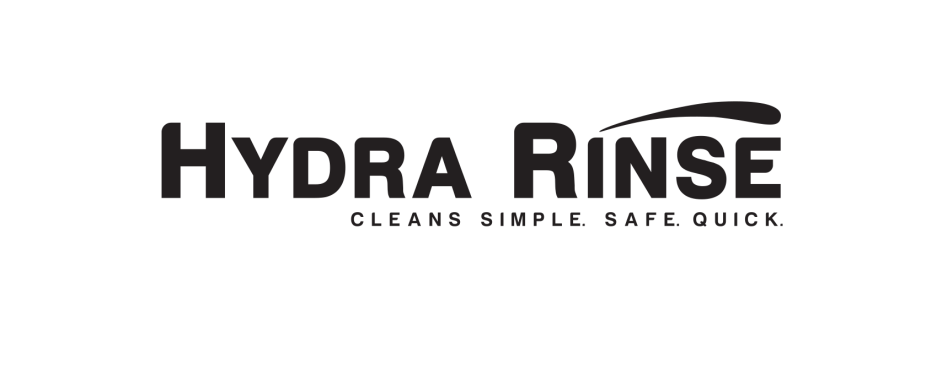 HYDRA RINSE
CLEANS SIMPLE. SAFE. QUICK.